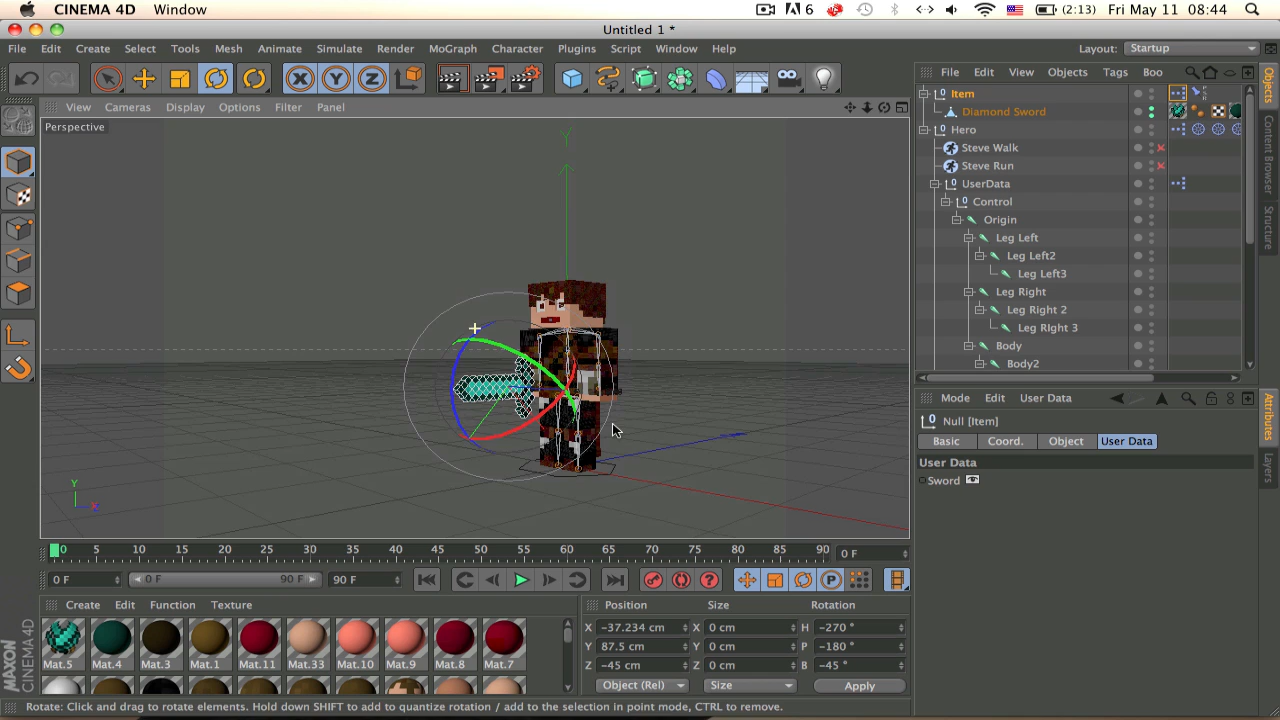 CINEMA 4D Window 6 (2:13) Fri May 11 08:44
Untitled 1 *
File Edit Create Select Tools Mesh Animate Simulate Render MoGraph Character Plugins Script Window Help Layout: Startup
X Y Z
File Edit View Objects Tags Boo
View Cameras Display Options Filter Panel
Perspective
Y
Item
Diamond Sword
Hero
Steve Walk
Steve Run
UserData
Control
Origin
Leg Left
Leg Left2
Leg Left3
Leg Right
Leg Right 2
Leg RIght 3
Body
Body2
Objects
Content Browser
Structure
Mode Edit User Data
Null [Item]
Basic Coord. Object User Data
User Data
Sword
Attributes
Layers
Y
X
0 5 10 15 20 25 30 35 40 45 50 55 60 65 70 75 80 85 90 0 F
0 F 0 F 90 F 90 F P
Create Edit Function Texture
Mat.5 Mat.4 Mat.3 Mat.1 Mat.11 Mat.33 Mat.10 Mat.9 Mat.8 Mat.7
Position Size Rotation
X -37.234 cm X 0 cm H -270 °
Y 87.5 cm Y 0 cm P -180 °
Z -45 cm Z 0 cm B -45 °
Object (Rel) Size Apply
MAXON CINEMA 4D
Rotate: Click and drag to rotate elements. Hold down SHIFT to add to quantize rotation / add to the selection in point mode, CTRL to remove.